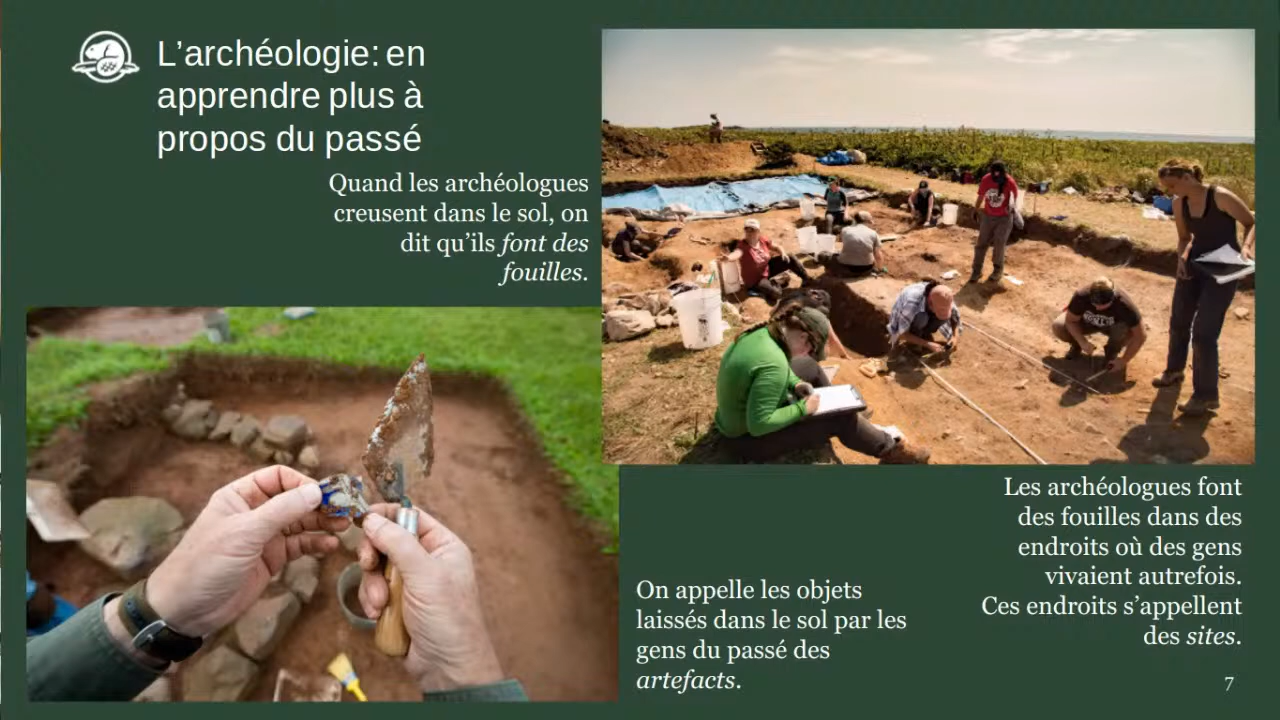 L’archéologie: en
apprendre plus à
propos du passé
Quand les archéologues
creusent dans le sol, on
dit qu’ils font des
fouilles.
Les archéologues font
des fouilles dans des
endroits où des gens
vivaient autrefois.
Ces endroits s’appellent
des sites.
On appelle les objets
laissés dans le sol par les
gens du passé des
artefacts.
7